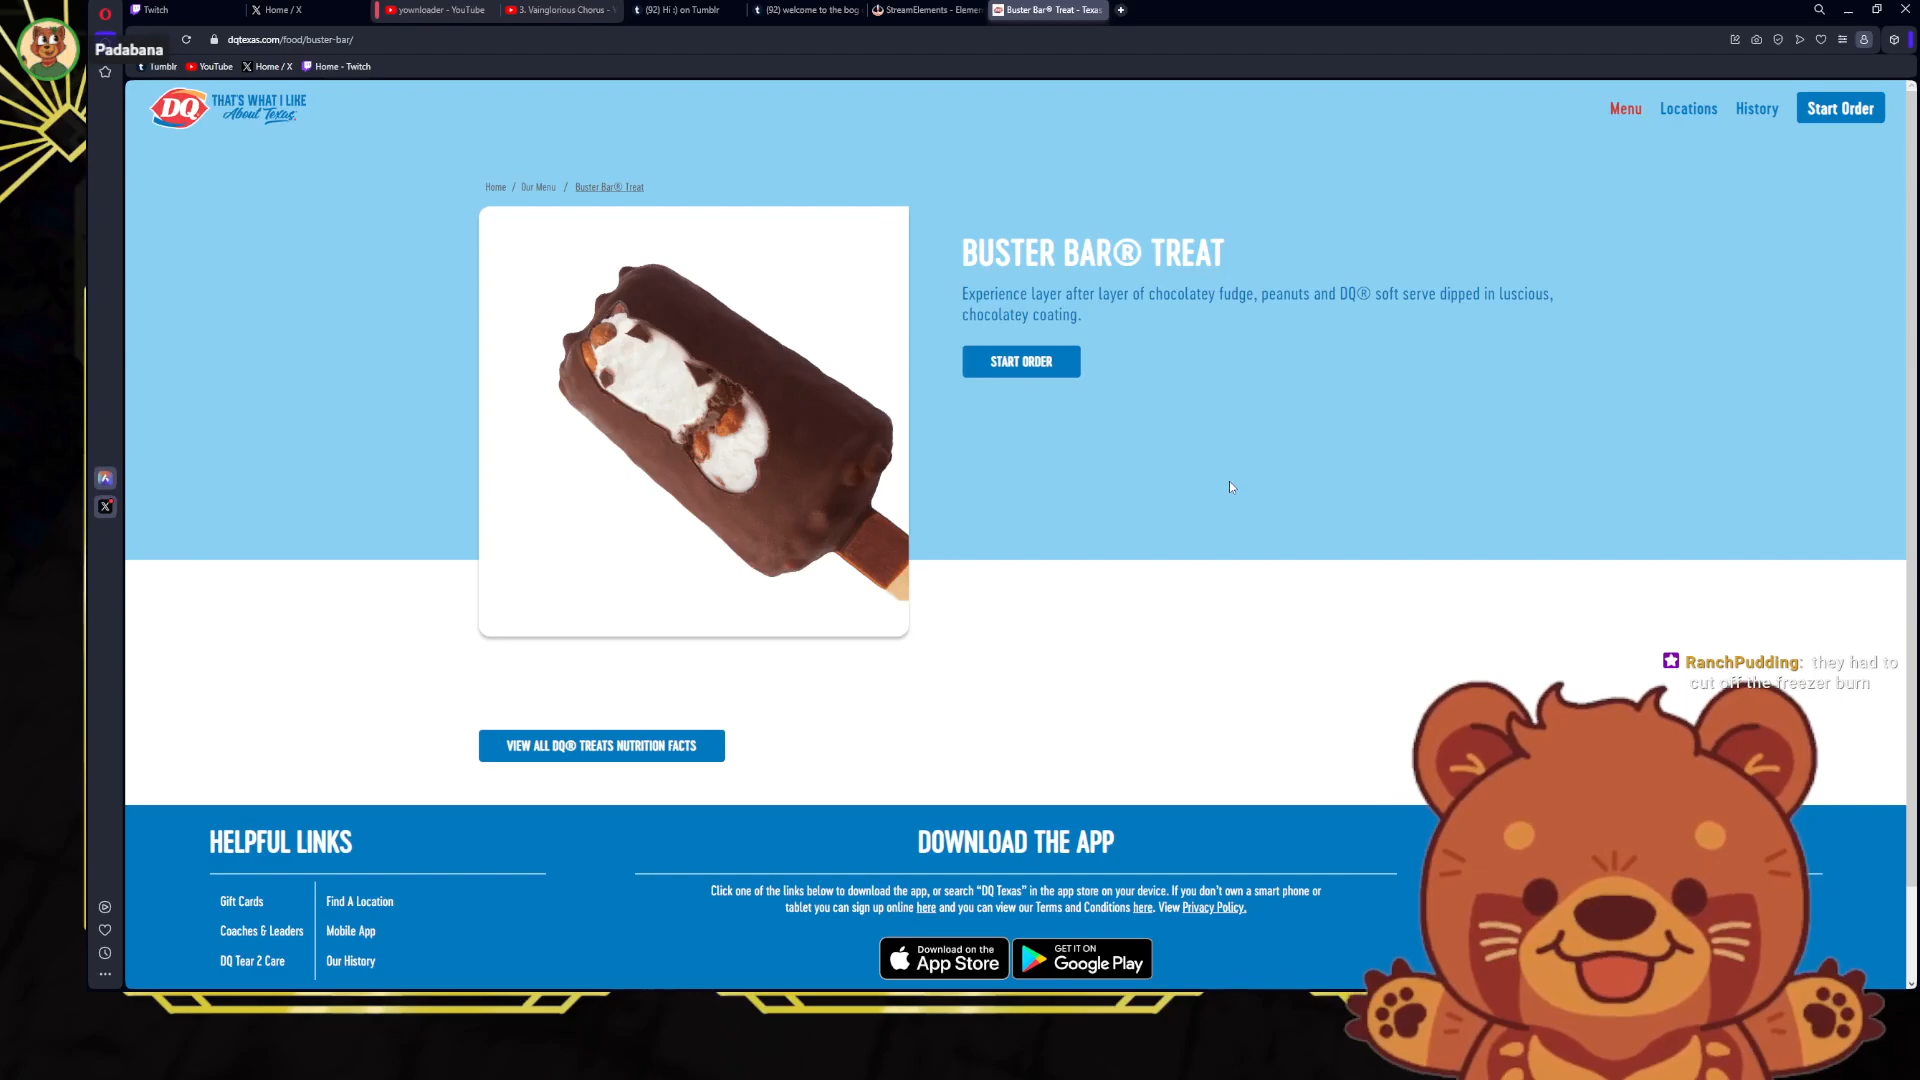 Twitch
Home / X
yownloader - YouTube
3. Vainglorious Chorus -
(92) Hi :) on Tumblr
(92) welcome to the bog
StreamElements - Elemen
Buster Bar® Treat - Texas
Padabana
dqtexas.com/food/buster-bar/
Tumblr
YouTube
Home / X
Home - Twitch
DQ
THAT'S WHAT I LIKE
About Texas
Menu
Locations
History
Start Order
Home / Our Menu / Buster Bar® Treat
BUSTER BAR® TREAT
Experience layer after layer of chocolatey fudge, peanuts and DQ® soft serve dipped in luscious,
chocolatey coating.
START ORDER
RanchPudding: they had to
cut off the freezer burn
VIEW ALL DQ® TREATS NUTRITION FACTS
HELPFUL LINKS
Gift Cards
Coaches & Leaders
DQ Tear 2 Care
Find A Location
Mobile App
Our History
DOWNLOAD THE APP
Click one of the links below to download the app, or search “DQ Texas” in the app store on your device. If you don’t own a smart phone or
tablet you can sign up online here and you can view our Terms and Conditions here. View Privacy Policy.
Download on the
App Store
GET IT ON
Google Play